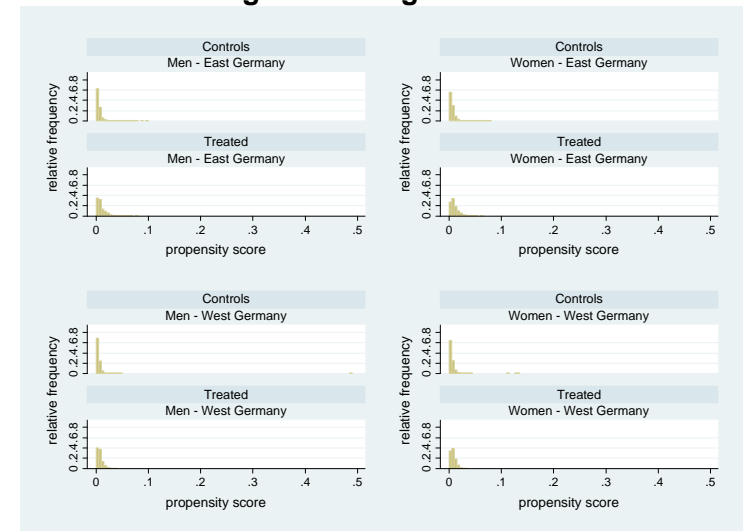 Controls
Men - East Germany
relative frequency
0 .2 .4 .6 .8
Treated
Men - East Germany
0 .2 .4 .6 .8
0 .1 .2 .3 .4 .5
propensity score
Controls
Women - East Germany
relative frequency
0 .2 .4 .6 .8
Treated
Women - East Germany
0 .2 .4 .6 .8
0 .1 .2 .3 .4 .5
propensity score
Controls
Men - West Germany
relative frequency
0 .2 .4 .6 .8
Treated
Men - West Germany
0 .2 .4 .6 .8
0 .1 .2 .3 .4 .5
propensity score
Controls
Women - West Germany
relative frequency
0 .2 .4 .6 .8
Treated
Women - West Germany
0 .2 .4 .6 .8
0 .1 .2 .3 .4 .5
propensity score